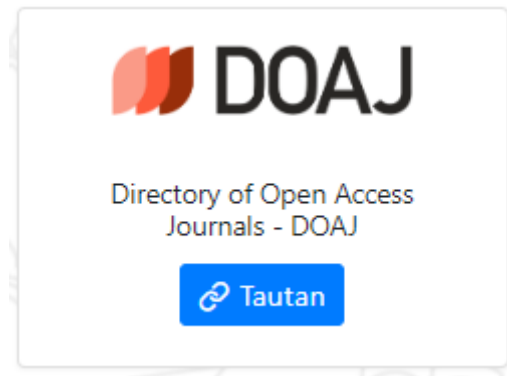 DOAJ
Directory of Open Access
Journals - DOAJ
Tautan